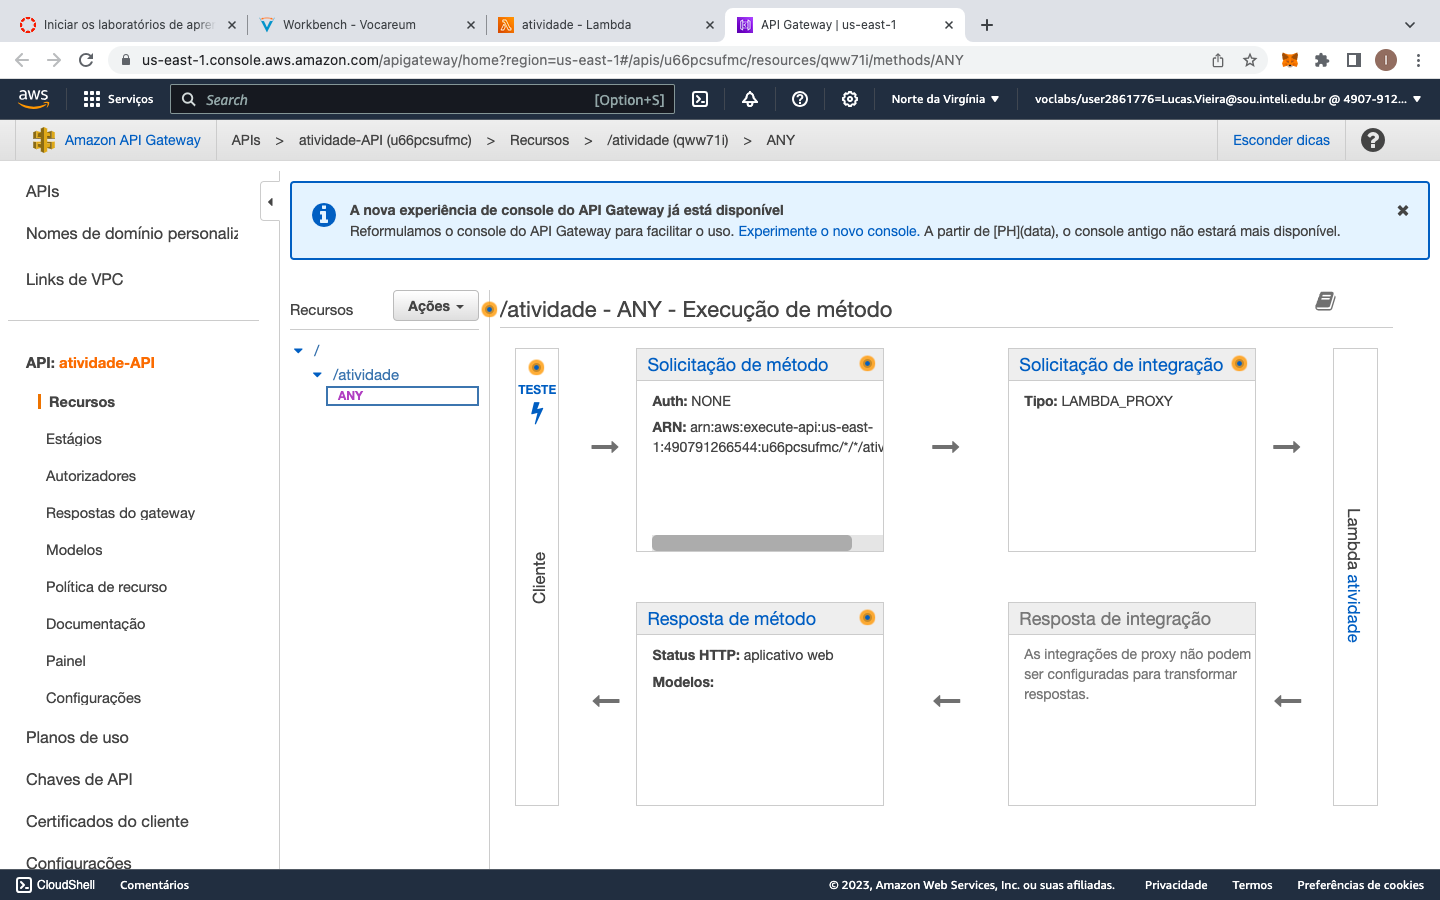 Iniciar os laboratórios de apre
Workbench - Vocareum
atividade - Lambda
API Gateway | us-east-1
us-east-1.console.aws.amazon.com/apigateway/home?region=us-east-1#/apis/u66pcsufmc/resources/qww71i/methods/ANY
I
aws
Serviços
Search
[Option+S]
Norte da Virgínia
voclabs/user2861776=Lucas.Vieira@sou.inteli.edu.br @ 4907-912...
Amazon API Gateway
APIs > atividade-API (u66pcsufmc) > Recursos > /atividade (qww71i) > ANY
Esconder dicas
?
APIs
Nomes de domínio personaliz
Links de VPC
API: atividade-API
Recursos
Estágios
Autorizadores
Respostas do gateway
Modelos
Política de recurso
Documentação
Painel
Configurações
Planos de uso
Chaves de API
Certificados do cliente
Configurações
A nova experiência de console do API Gateway já está disponível
Reformulamos o console do API Gateway para facilitar o uso. Experimente o novo console. A partir de [PH](data), o console antigo não estará mais disponível.
Recursos
Ações
/
/atividade
ANY
/atividade - ANY - Execução de método
TESTE
Cliente
Solicitação de método
Auth: NONE
ARN: arn:aws:execute-api:us-east-
1:490791266544:u66pcsufmc/*/*/ativ
Solicitação de integração
Tipo: LAMBDA_PROXY
Lambda atividade
Resposta de método
Status HTTP: aplicativo web
Modelos:
Resposta de integração
As integrações de proxy não podem
ser configuradas para transformar
respostas.
CloudShell
Comentários
© 2023, Amazon Web Services, Inc. ou suas afiliadas.
Privacidade
Termos
Preferências de cookies